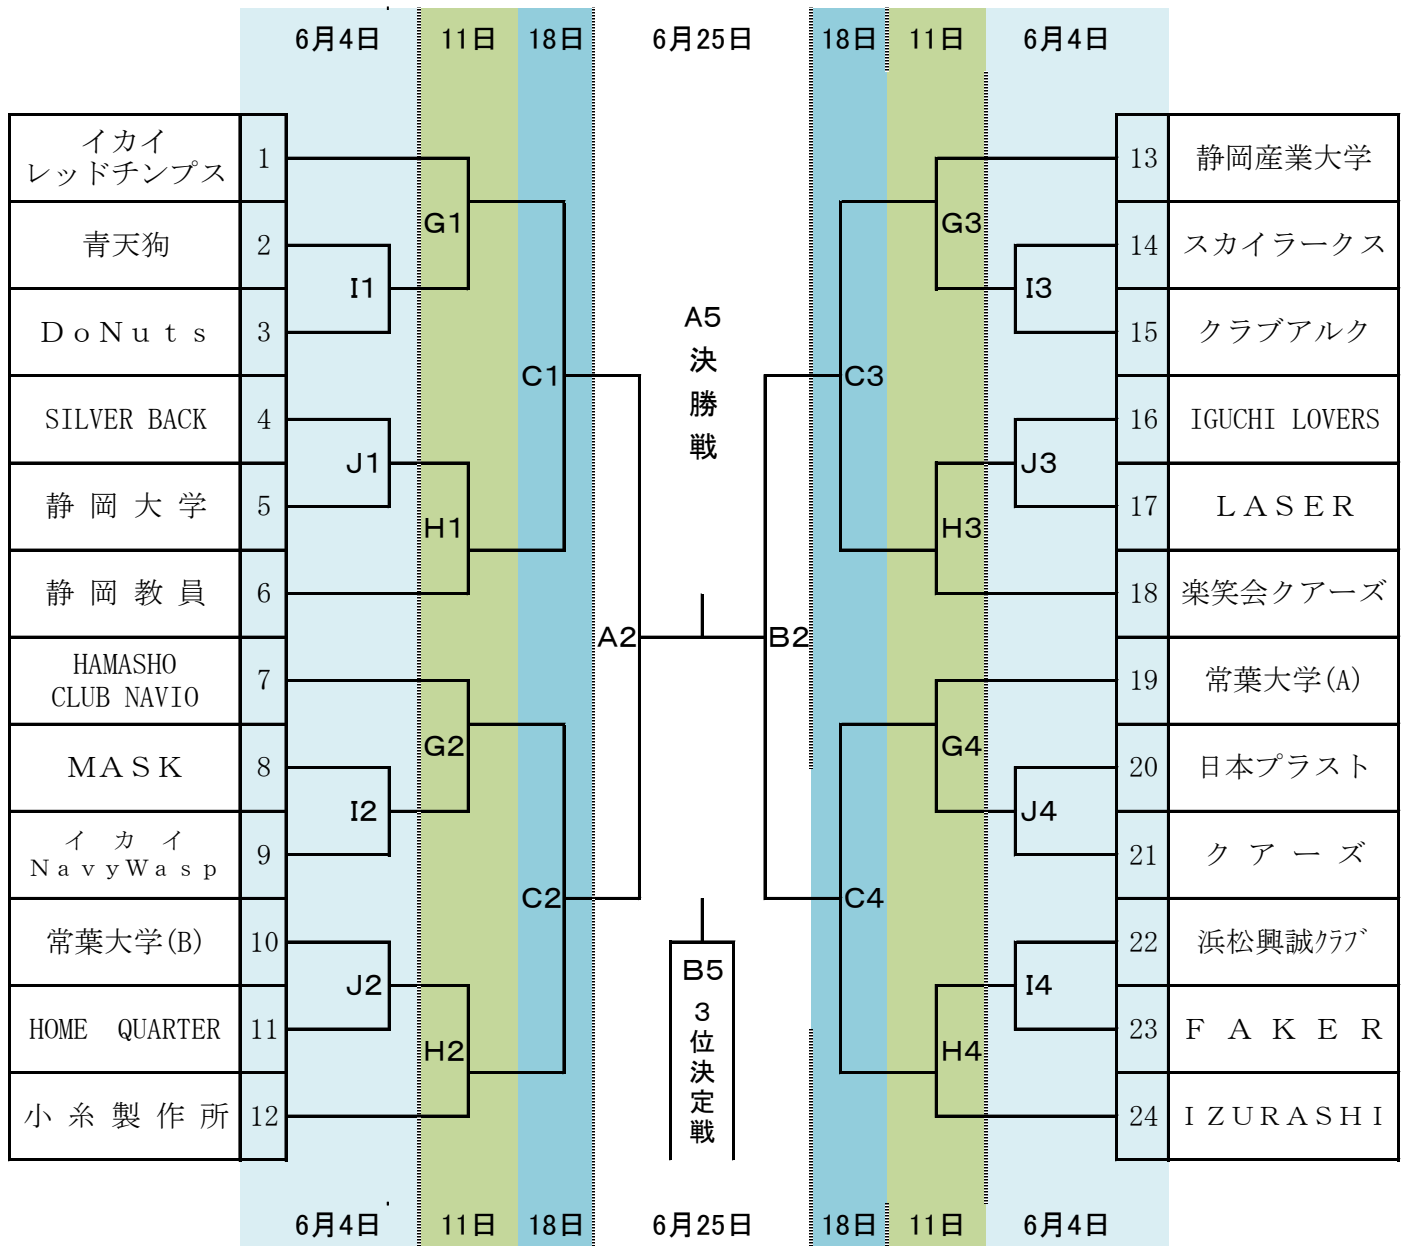 6月4日 11日 18日 6月25日 18日 11日 6月4日
イカイ
レッドチンプス 1
青天狗 2
I1
G1
DoNuts 3
C1
SILVER BACK 4
J1
静岡大学 5
H1
静岡教員 6
A2
HAMASHO
CLUB NAVIO 7
G2
MASK 8
I2
イカイ
NavyWasp 9
C2
常葉大学(B) 10
J2
HOME QUARTER 11
H2
小糸製作所 12
A5
決
勝
戦
B5
3
位
決
定
戦
13 静岡産業大学
G3
14 スカイラークス
I3
15 クラブアルク
C3
16 IGUCHI LOVERS
J3
17 LASER
H3
18 楽笑会クアーズ
B2
19 常葉大学(A)
G4
20 日本プラスト
J4
21 クアーズ
C4
22 浜松興誠クラブ
I4
23 FAKER
H4
24 IZURASHI
6月4日 11日 18日 6月25日 18日 11日 6月4日